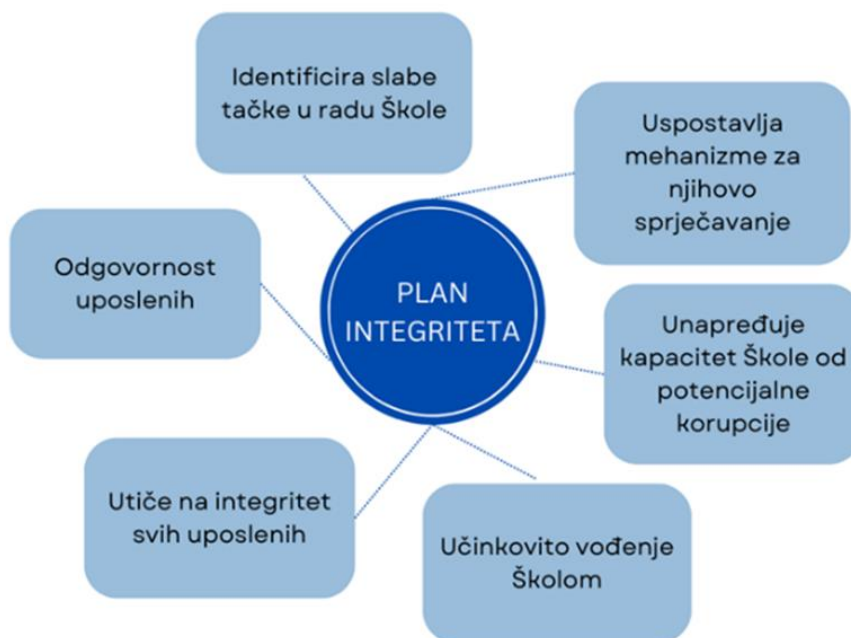 Identificira slabe
tačke u radu Škole
Uspostavlja
mehanizme za
njihovo
sprječavanje
Odgovornost
uposlenih
PLAN
INTEGRITETA
Unapređuje
kapacitet Škole od
potencijalne
korupcije
Utiče na integritet
svih uposlenih
Učinkovito vođenje
Školom